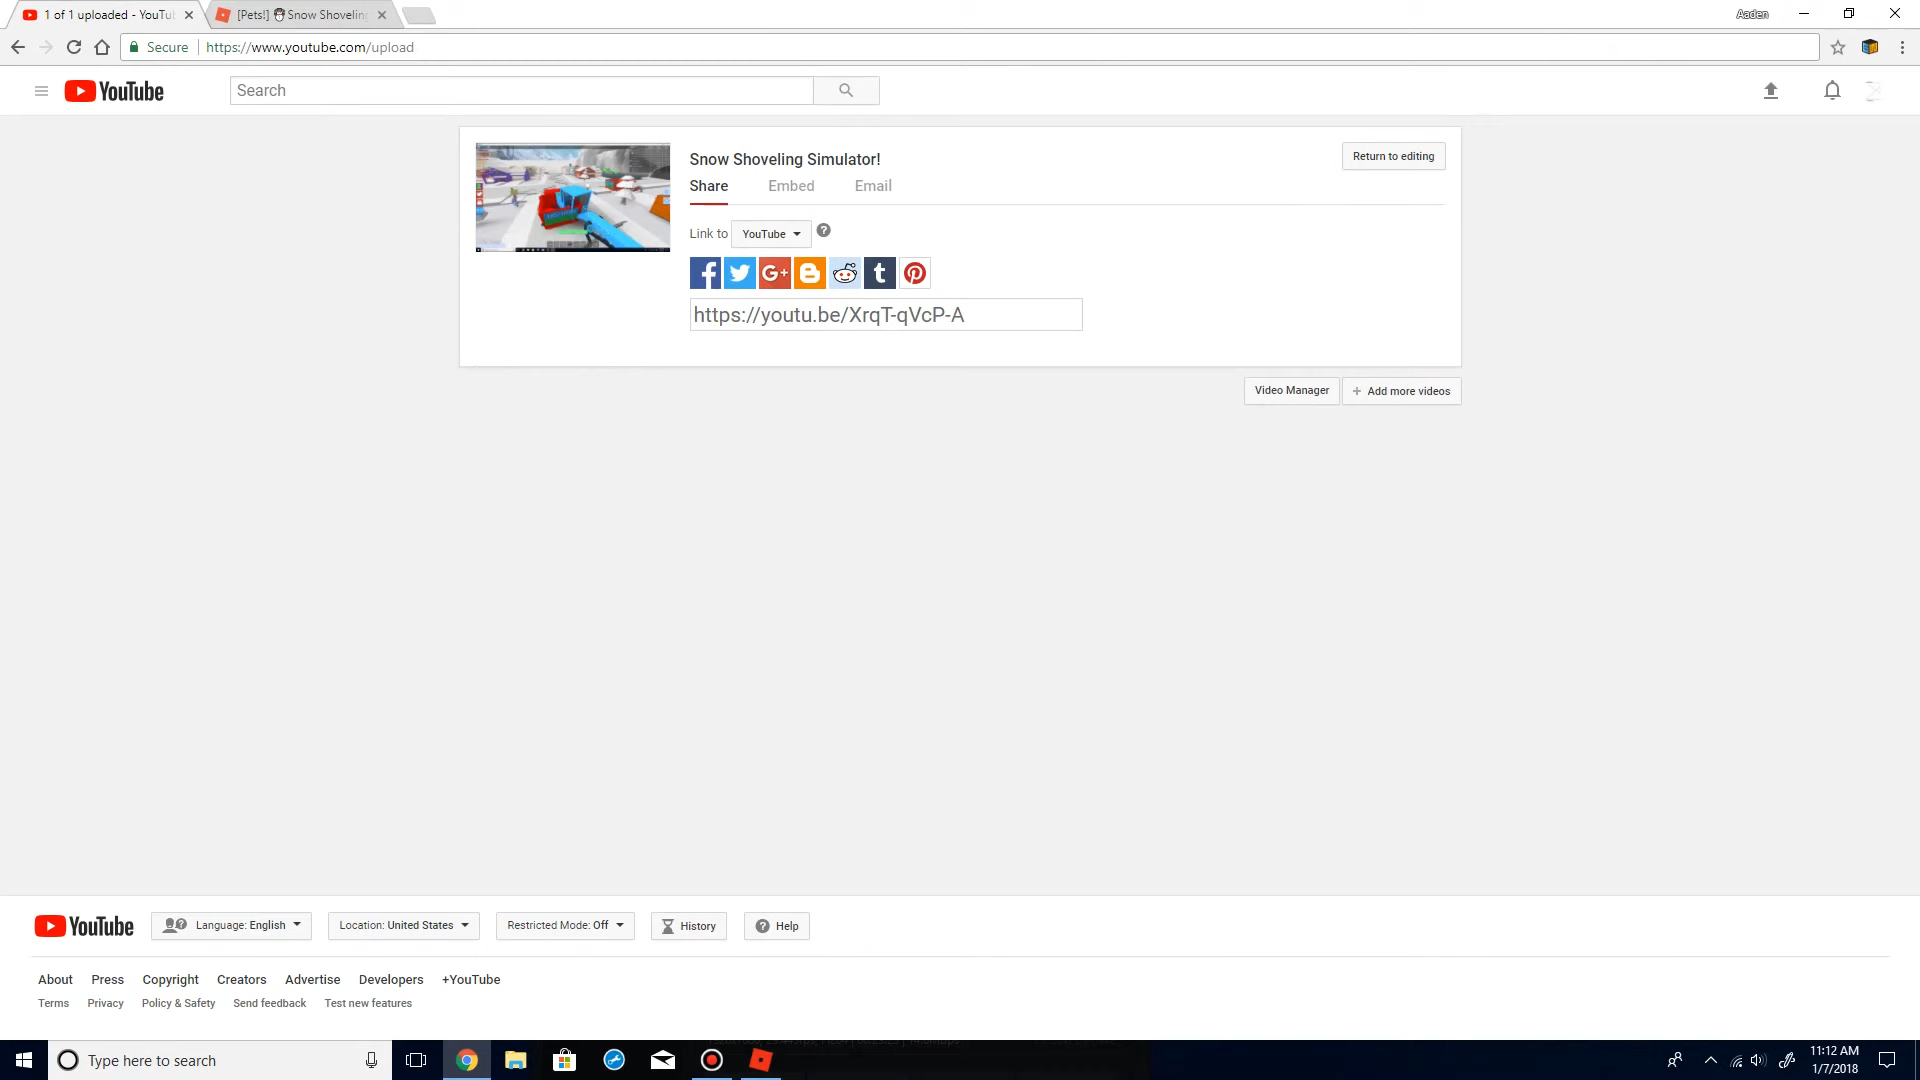 1 of 1 uploaded - YouTu
[Pets!] Snow Shoveling
Aaden
Secure https://www.youtube.com/upload
YouTube
Search
Snow Shoveling Simulator!
Return to editing
Share Embed Email
Link to YouTube
https://youtu.be/XrqT-qVcP-A
Video Manager + Add more videos
YouTube Language: English Location: United States Restricted Mode: Off History Help
About Press Copyright Creators Advertise Developers +YouTube
Terms Privacy Policy & Safety Send feedback Test new features
Type here to search
11:12 AM
1/7/2018